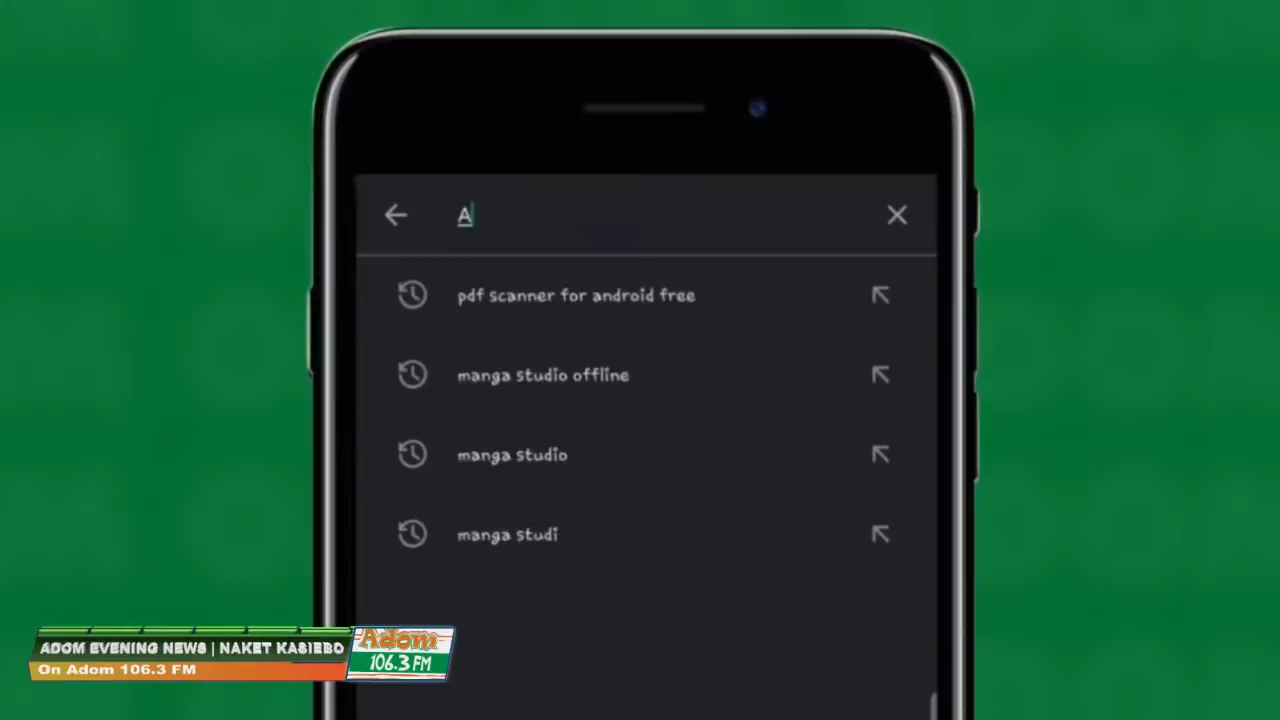 A
pdf scanner for android free
manga studio offline
manga studio
manga studi
ADOM EVENING NEWS | NAKET KASIEBO
On Adom 106.3 FM
Adom
106.3 FM